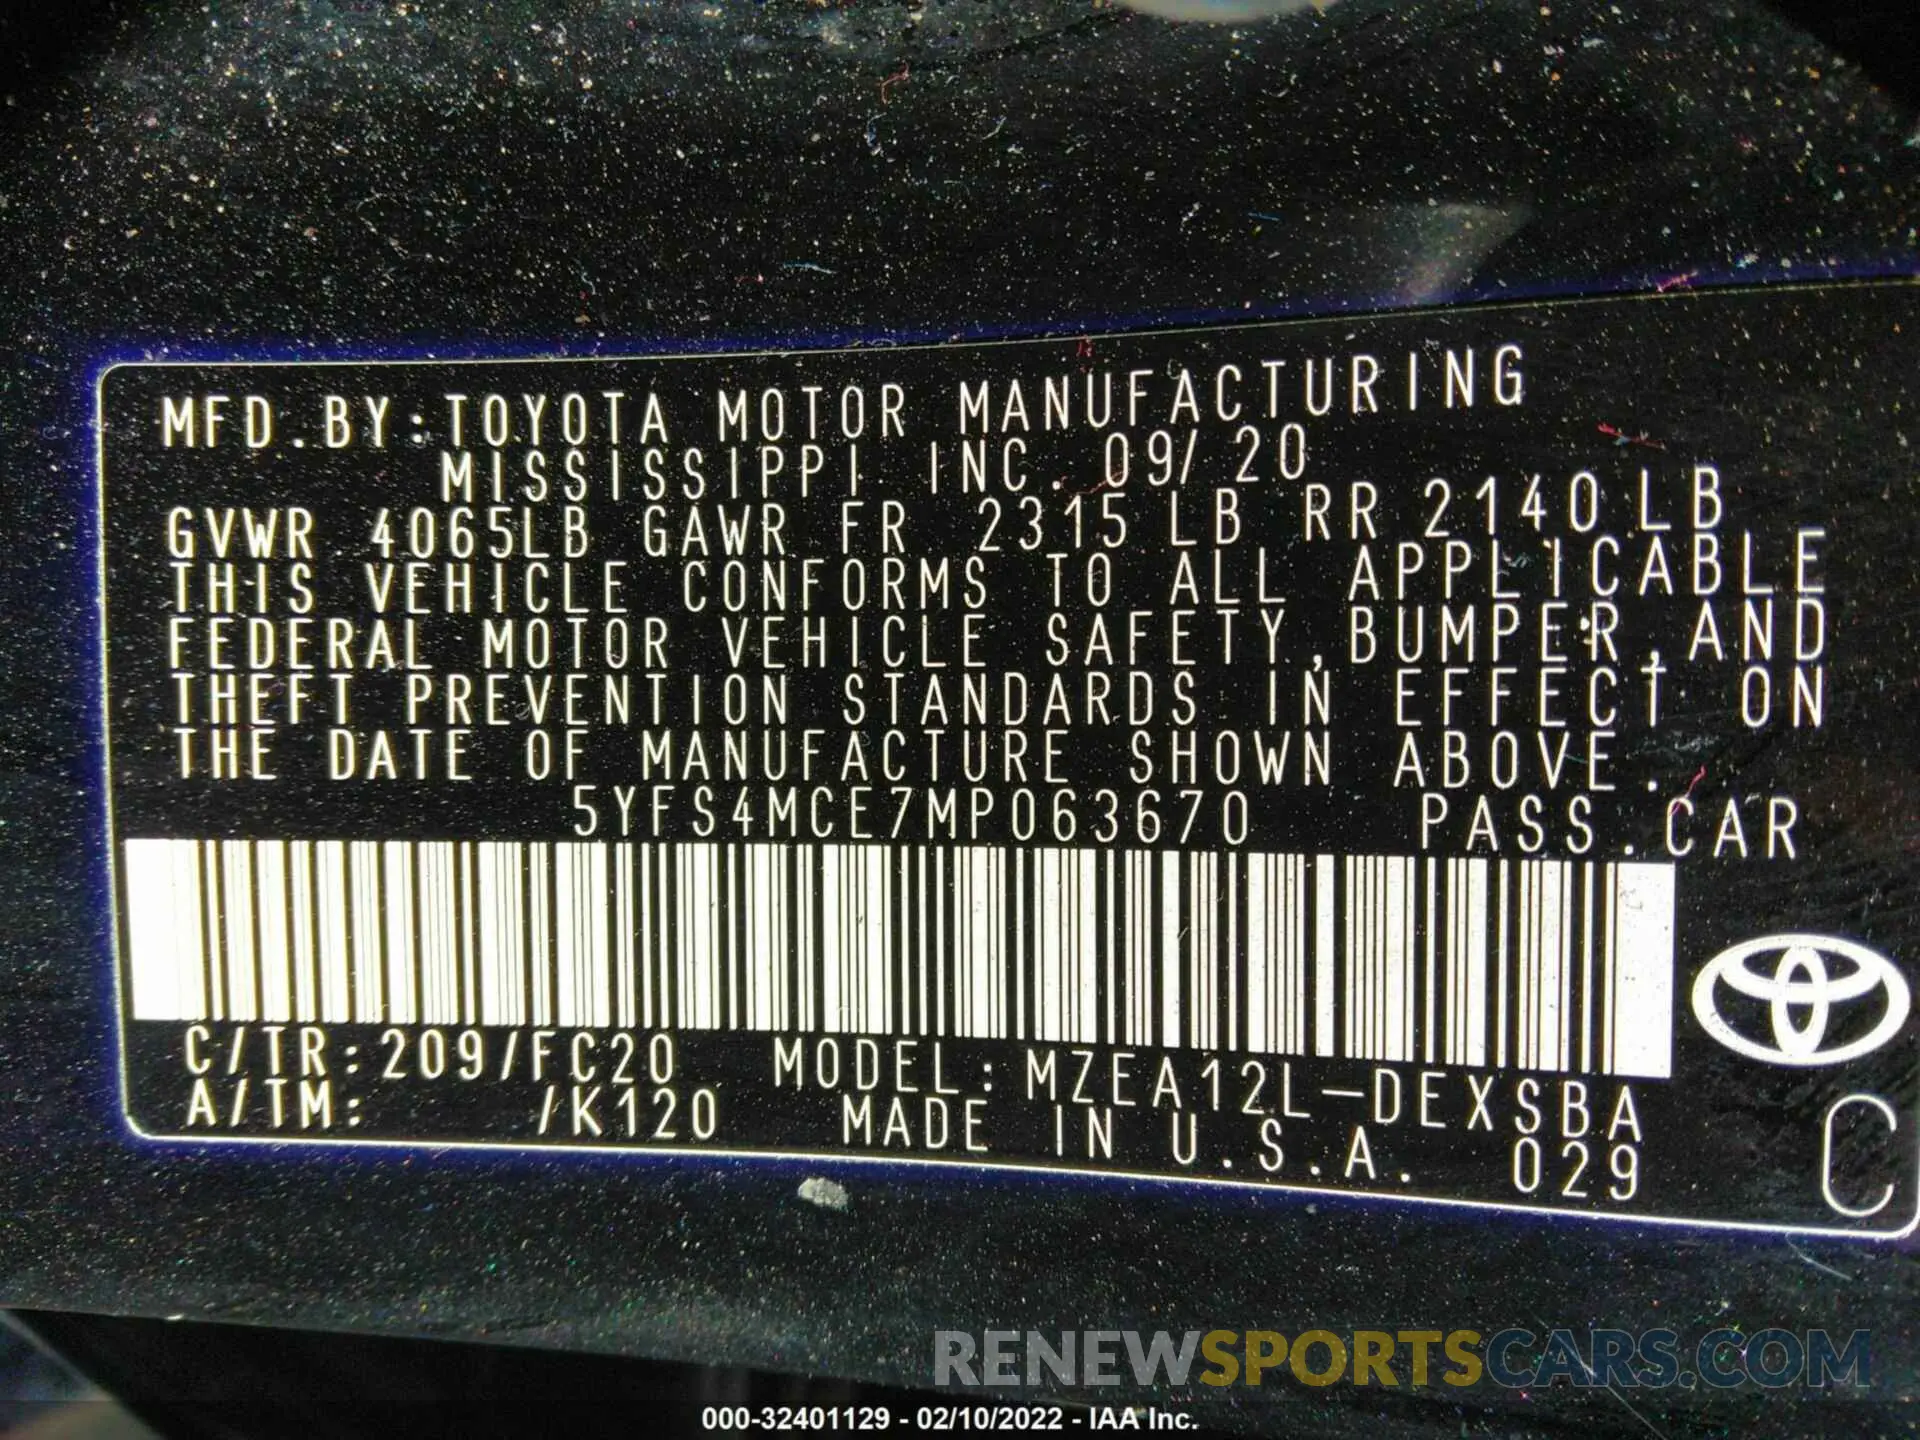 MFD.BY:TOYOTA MOTOR MANUFACTURING
MISSISSIPPI INC. 09/20
GVWR 4065LB GAWR FR 2315LB RR 2140LB
THIS VEHICLE CONFORMS TO ALL APPLICABLE
FEDERAL MOTOR VEHICLE SAFETY,BUMPER,AND
THEFT PREVENTION STANDARDS IN EFFECT ON
THE DATE OF MANUFACTURE SHOWN ABOVE.
5YFS4MCE7MP063670 PASS.CAR
C/TR:209/FC20 MODEL:MZEA12L-DEXSBA
A/TM: /K120 MADE IN U.S.A. 029
C
RENEWSPORTSCARS.COM
000-32401129 - 02/10/2022 - IAA Inc.